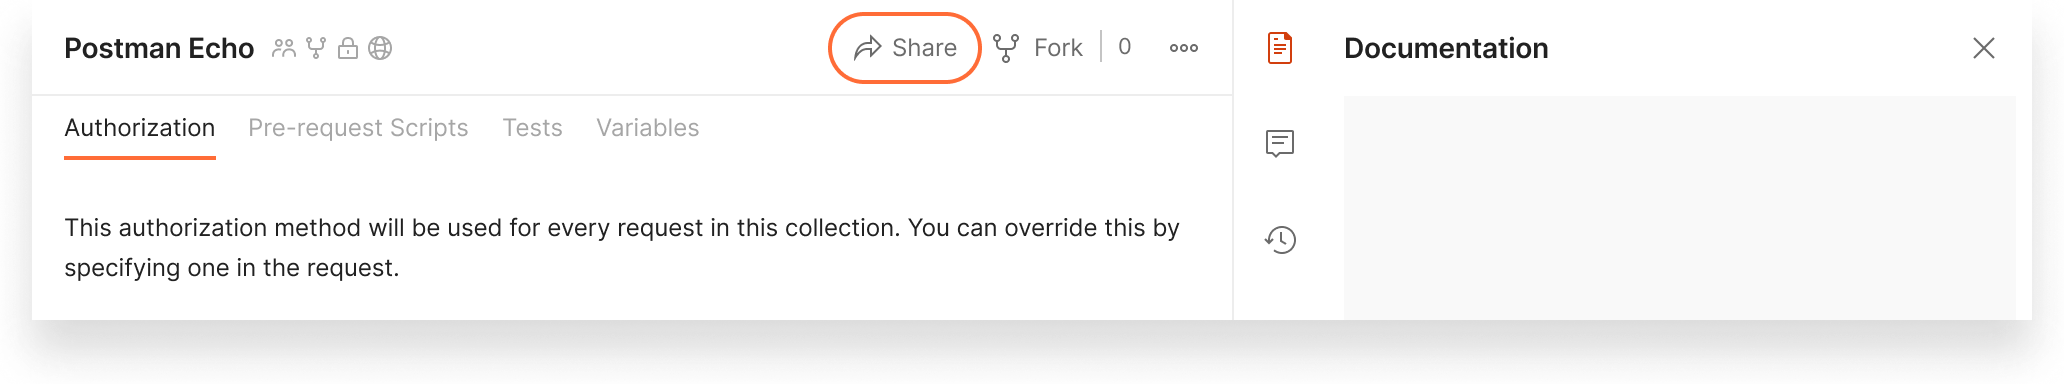 Postman Echo
Share
Fork
0
Documentation
Authorization
Pre-request Scripts
Tests
Variables
This authorization method will be used for every request in this collection. You can override this by
specifying one in the request.